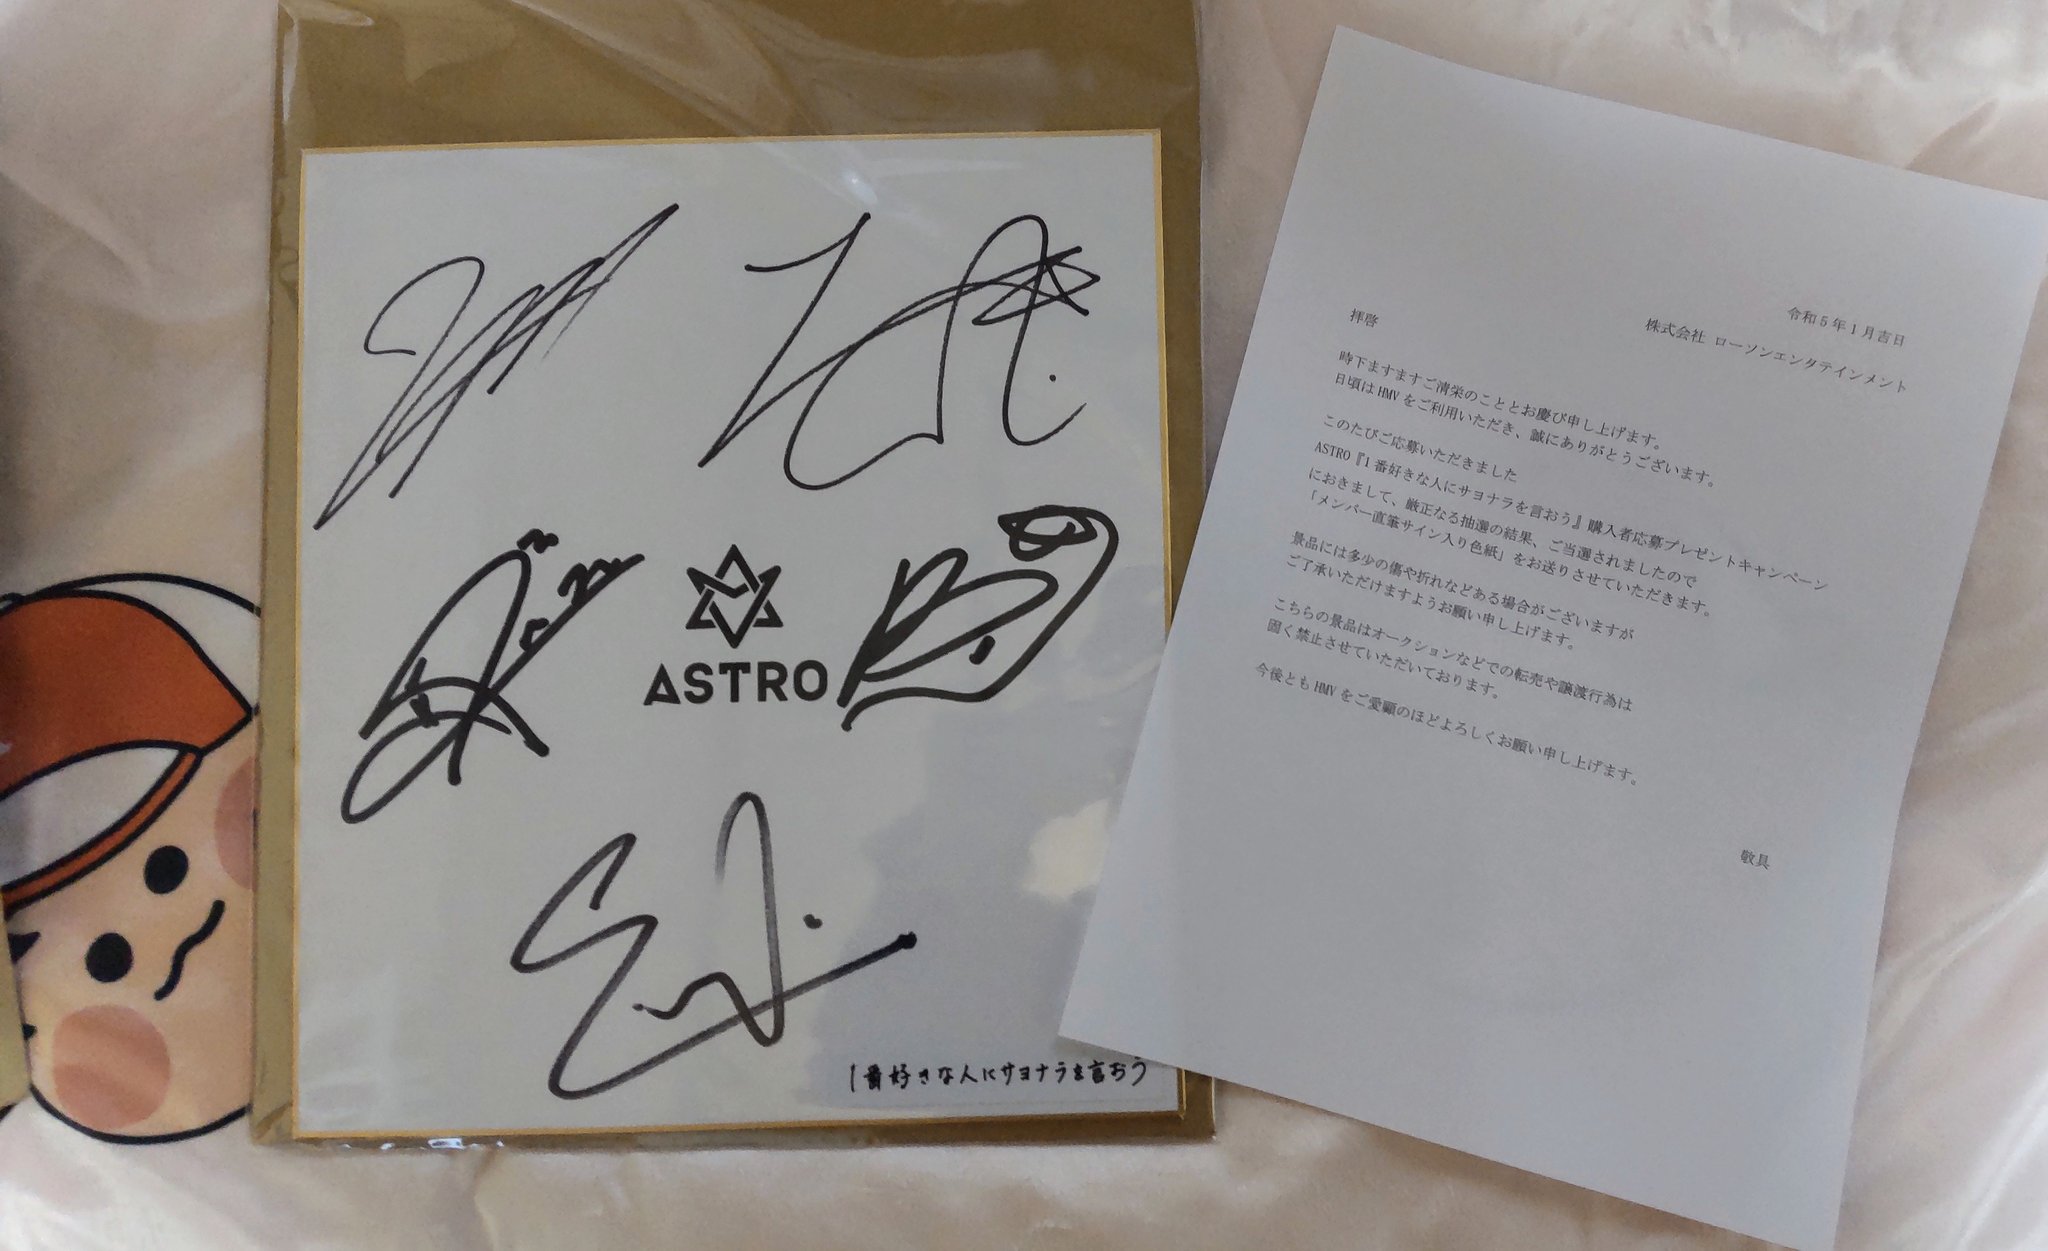 ASTRO
1番好きな人にサヨナラを言おう
令和5年1月吉日
株式会社 ローソンエンタテインメント
拝啓
時下ますますご清栄のこととお慶び申し上げます。
日頃はHMVをご利用いただき、誠にありがとうございます。
このたびご応募いただきました
ASTRO『1番好きな人にサヨナラを言おう』購入者応募プレゼントキャンペーン
におきまして、厳正なる抽選の結果、ご当選されましたので
「メンバー直筆サイン入り色紙」をお送りさせていただきます。
景品には多少の傷や折れなどある場合がございますが
ご了承いただけますようお願い申し上げます。
こちらの景品はオークションなどでの転売や譲渡行為は
固く禁止させていただいております。
今後ともHMVをご愛顧のほどよろしくお願い申し上げます。
敬具